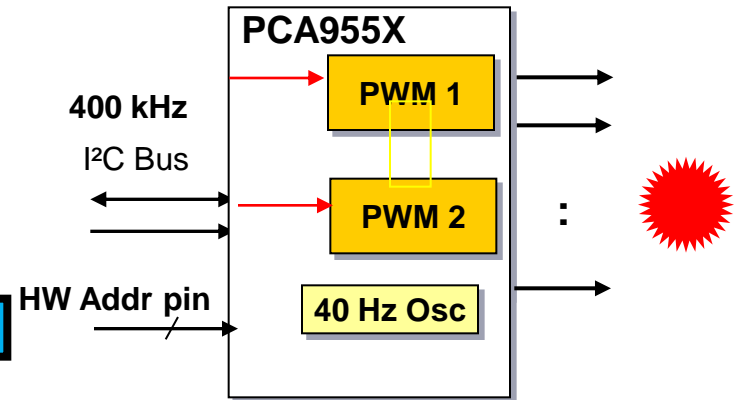 PCA955X
PWM 1
400 kHz
I²C Bus
PWM 2
:
HW Addr pin
40 Hz Osc